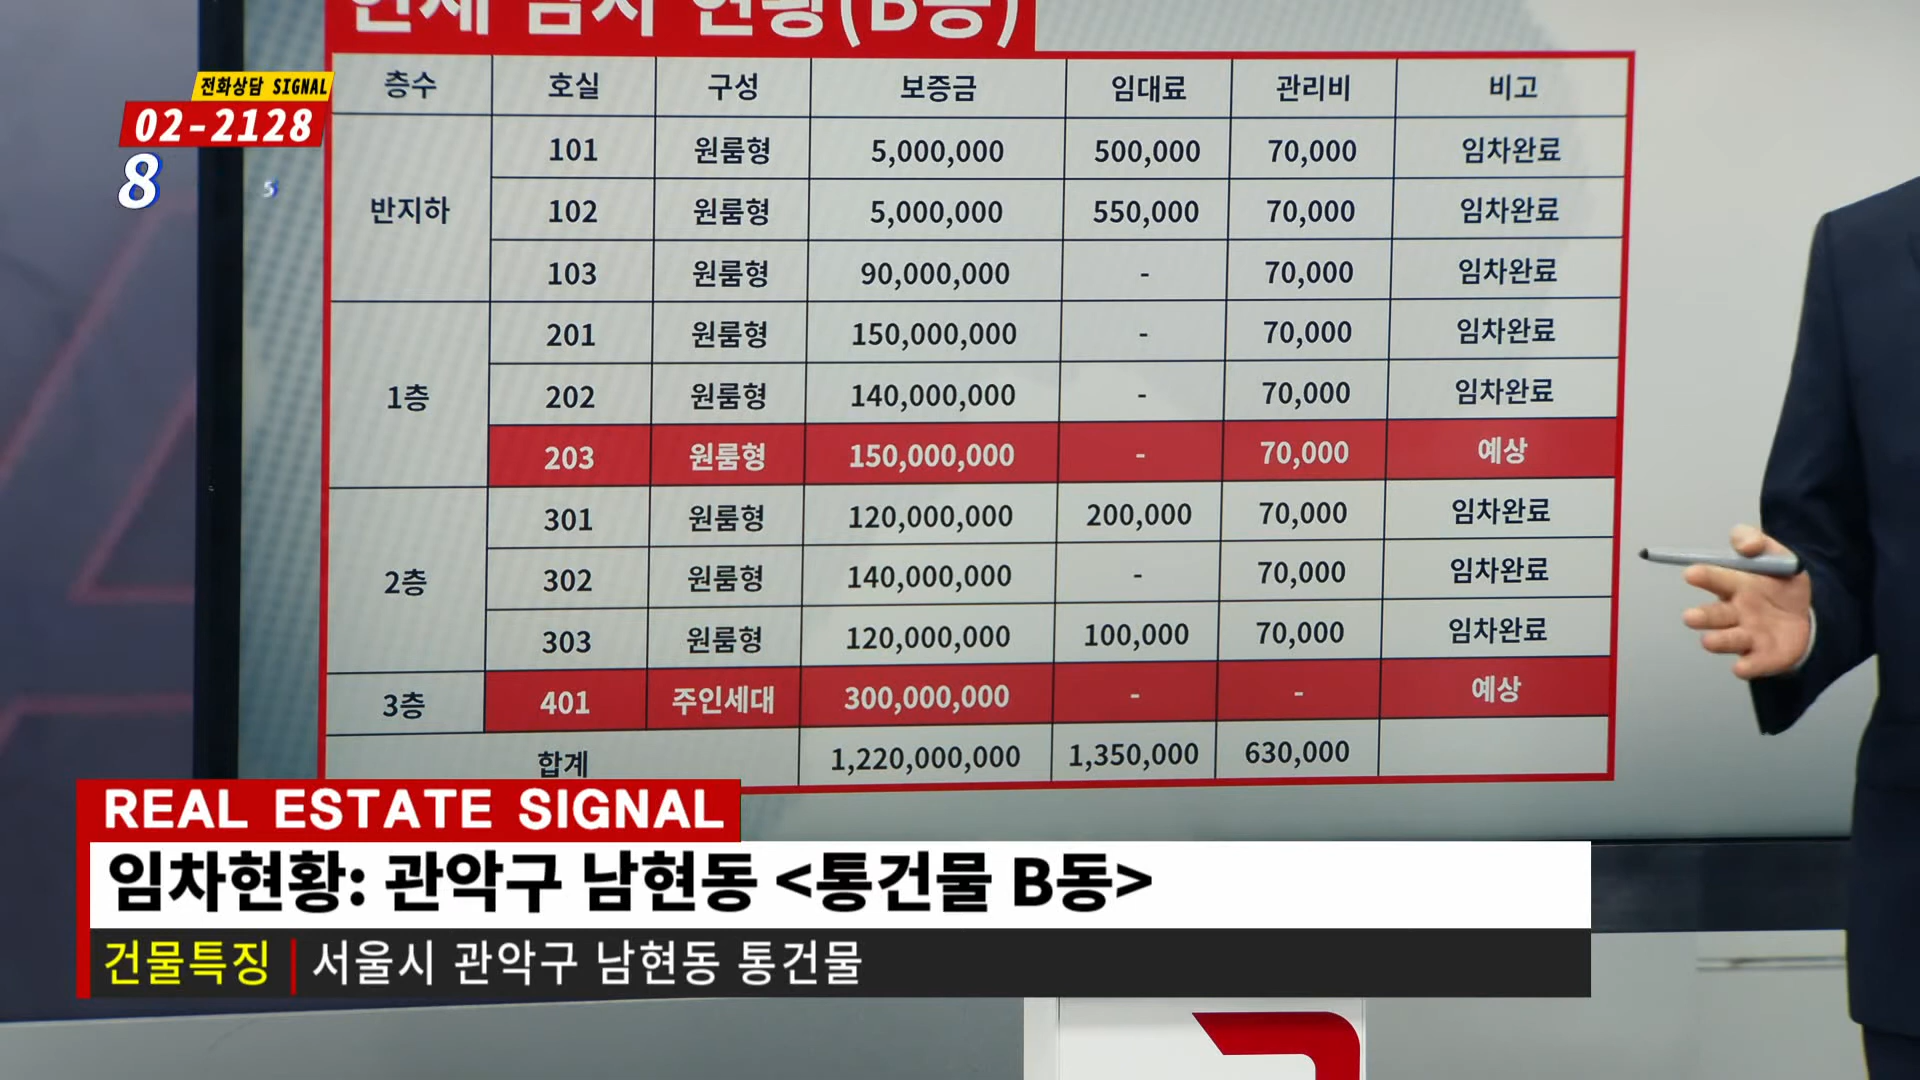 현재 임차 현황(B동)
전화상담 SIGNAL
02-2128
8 5
층수 호실 구성 보증금 임대료 관리비 비고
반지하 101 원룸형 5,000,000 500,000 70,000 임차완료
102 원룸형 5,000,000 550,000 70,000 임차완료
103 원룸형 90,000,000 - 70,000 임차완료
1층 201 원룸형 150,000,000 - 70,000 임차완료
202 원룸형 140,000,000 - 70,000 임차완료
203 원룸형 150,000,000 - 70,000 예상
2층 301 원룸형 120,000,000 200,000 70,000 임차완료
302 원룸형 140,000,000 - 70,000 임차완료
303 원룸형 120,000,000 100,000 70,000 임차완료
3층 401 주인세대 300,000,000 - - 예상
합계 1,220,000,000 1,350,000 630,000
REAL ESTATE SIGNAL
임차현황: 관악구 남현동 <통건물 B동>
건물특징 | 서울시 관악구 남현동 통건물